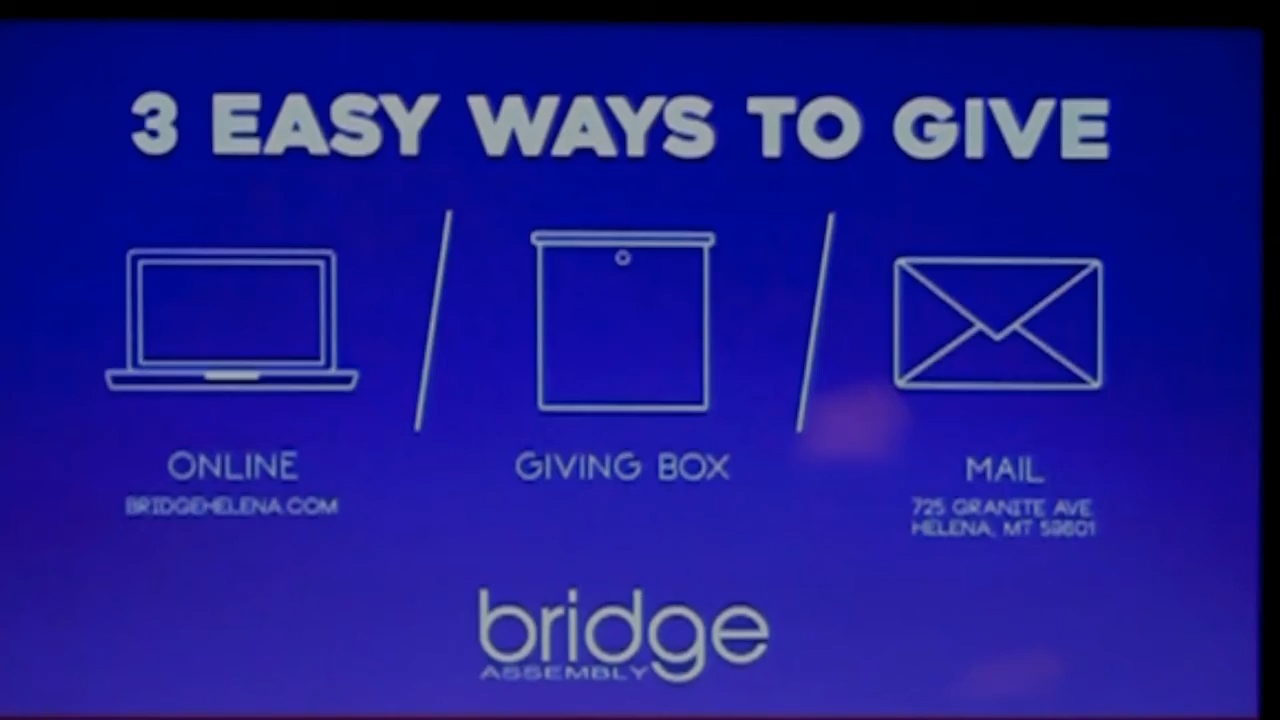 3 EASY WAYS TO GIVE
ONLINE
BRIDGEHELENA.COM
GIVING BOX
MAIL
725 GRANITE AVE
HELENA, MT 59601
bridge
ASSEMBLY